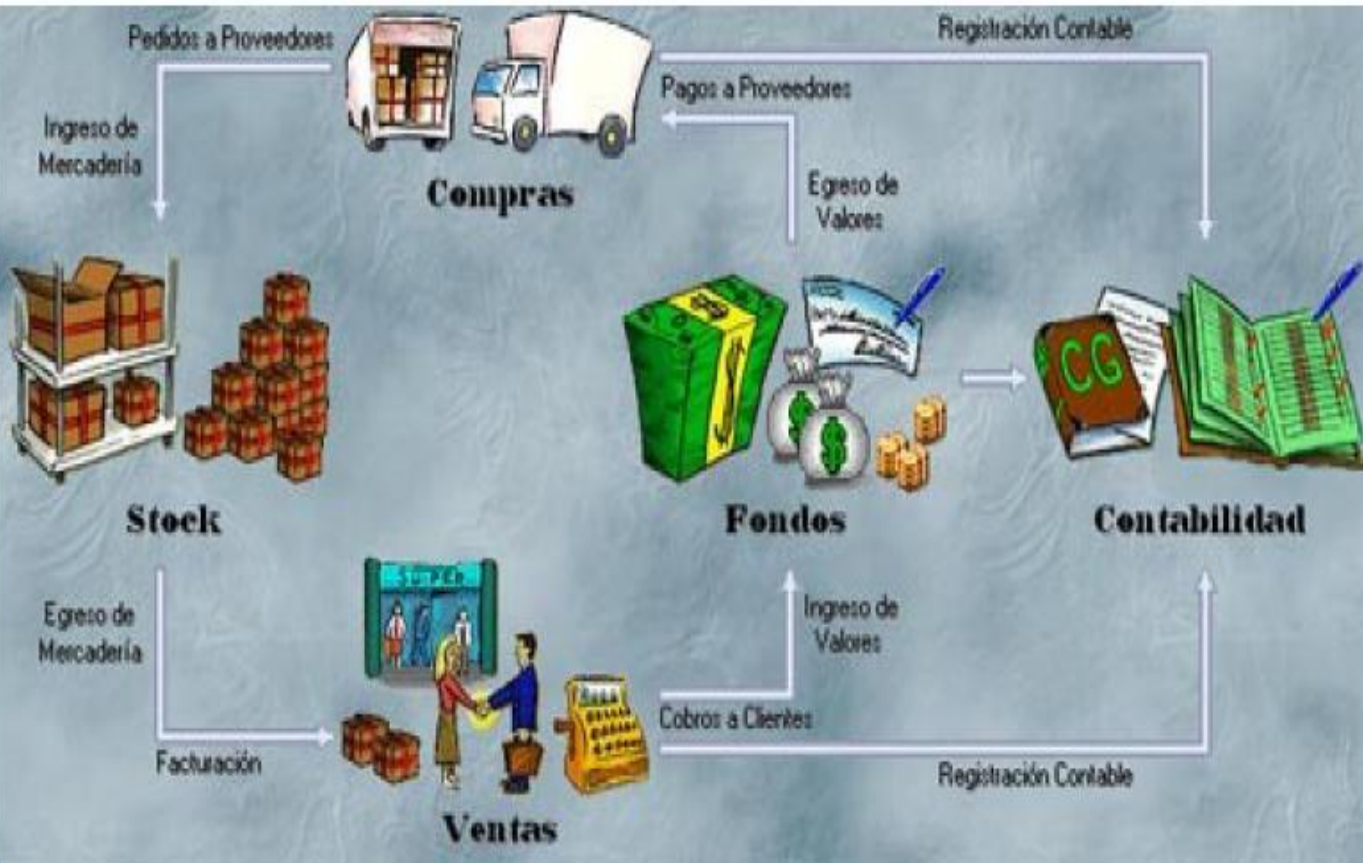 Pedidos a Proveedores
Registración Contable
Pagos a Proveedores
Ingreso de
Mercadería
Compras
Egreso de
Valores
CG
Stock
Fondos
Contabilidad
SUPER
Egreso de
Mercadería
Ingreso de
Valores
Cobros a Clientes
Facturación
Registración Contable
Ventas